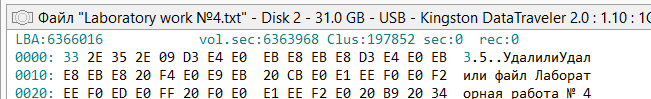 Файл "Laboratory work №4.txt" - Disk 2 - 31.0 GB - USB - Kingston DataTraveler 2.0 : 1.10 : 1C
LBA:6366016 vol.sec:6363968 Clus:197852 sec:0 rec:0
0000: 33 2E 35 2E 09 D3 E4 E0 EB E8 EB E8 D3 E4 E0 EB 3.5..УдалилиУдал
0010: E8 EB E8 20 F4 E0 E9 EB 20 CB E0 E1 EE F0 E0 F2 или файл Лаборат
0020: EE F0 ED E0 FF 20 F0 E0 E1 EE F2 E0 20 B9 20 34 орная работа № 4